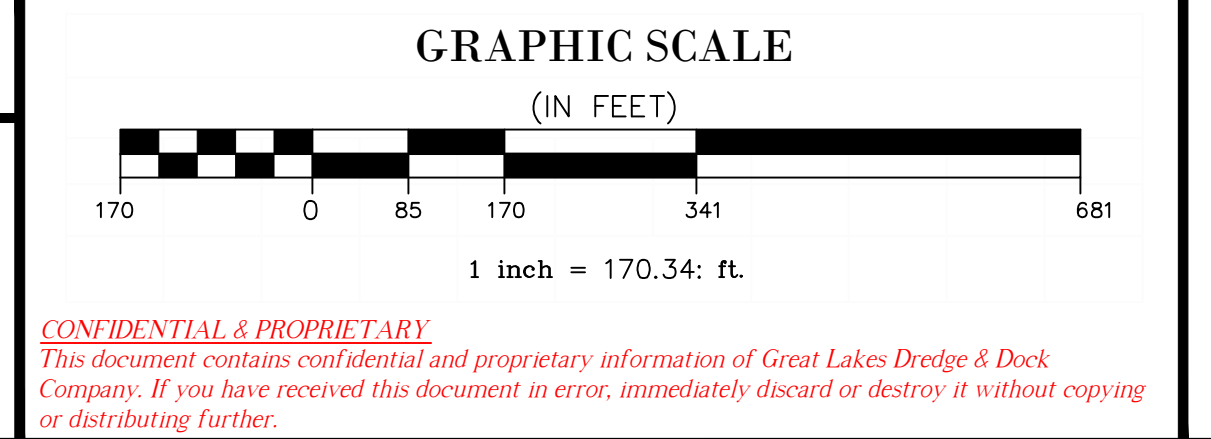 GRAPHIC SCALE
(IN FEET)
170 0 85 170 341 681
1 inch = 170.34: ft.
CONFIDENTIAL & PROPRIETARY
This document contains confidential and proprietary information of Great Lakes Dredge & Dock
Company. If you have received this document in error, immediately discard or destroy it without copying
or distributing further.